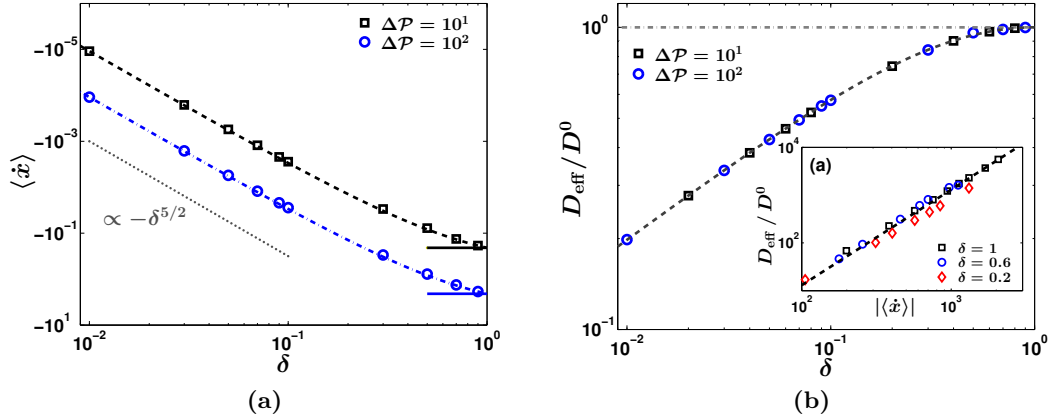 ΔP = 10¹
ΔP = 10²
-10⁻⁵
-10⁻³
-10⁻¹
-10¹
⟨ẋ⟩
∝ -δ^{5/2}
10⁻² 10⁻¹ 10⁰
δ
(a)
10⁰
10⁻¹
D_eff / D⁰
ΔP = 10¹
ΔP = 10²
(a)
10⁴
10²
D_eff / D⁰
δ = 1
δ = 0.6
δ = 0.2
10² 10³
|⟨ẋ⟩|
10⁻² 10⁻¹ 10⁰
δ
(b)